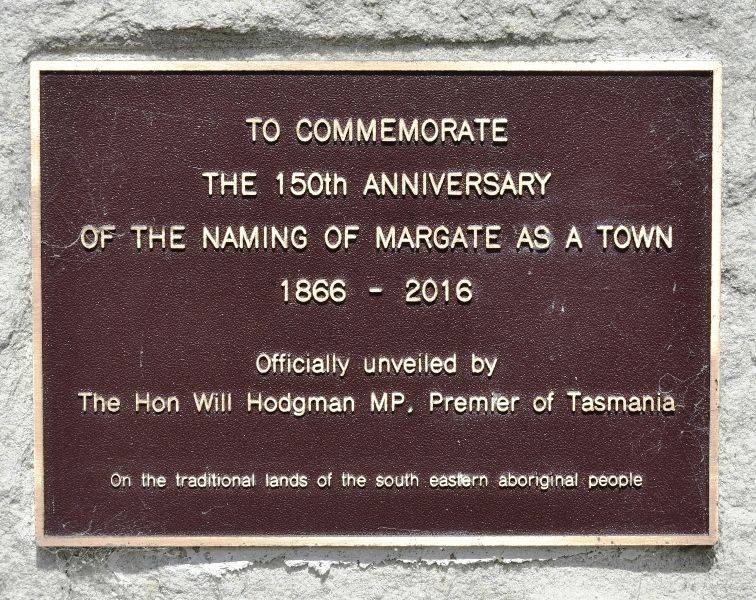 TO COMMEMORATE
THE 150th ANNIVERSARY
OF THE NAMING OF MARGATE AS A TOWN
1866 - 2016
Officially unveiled by
The Hon Will Hodgman MP, Premier of Tasmania
On the traditional lands of the south eastern aboriginal people